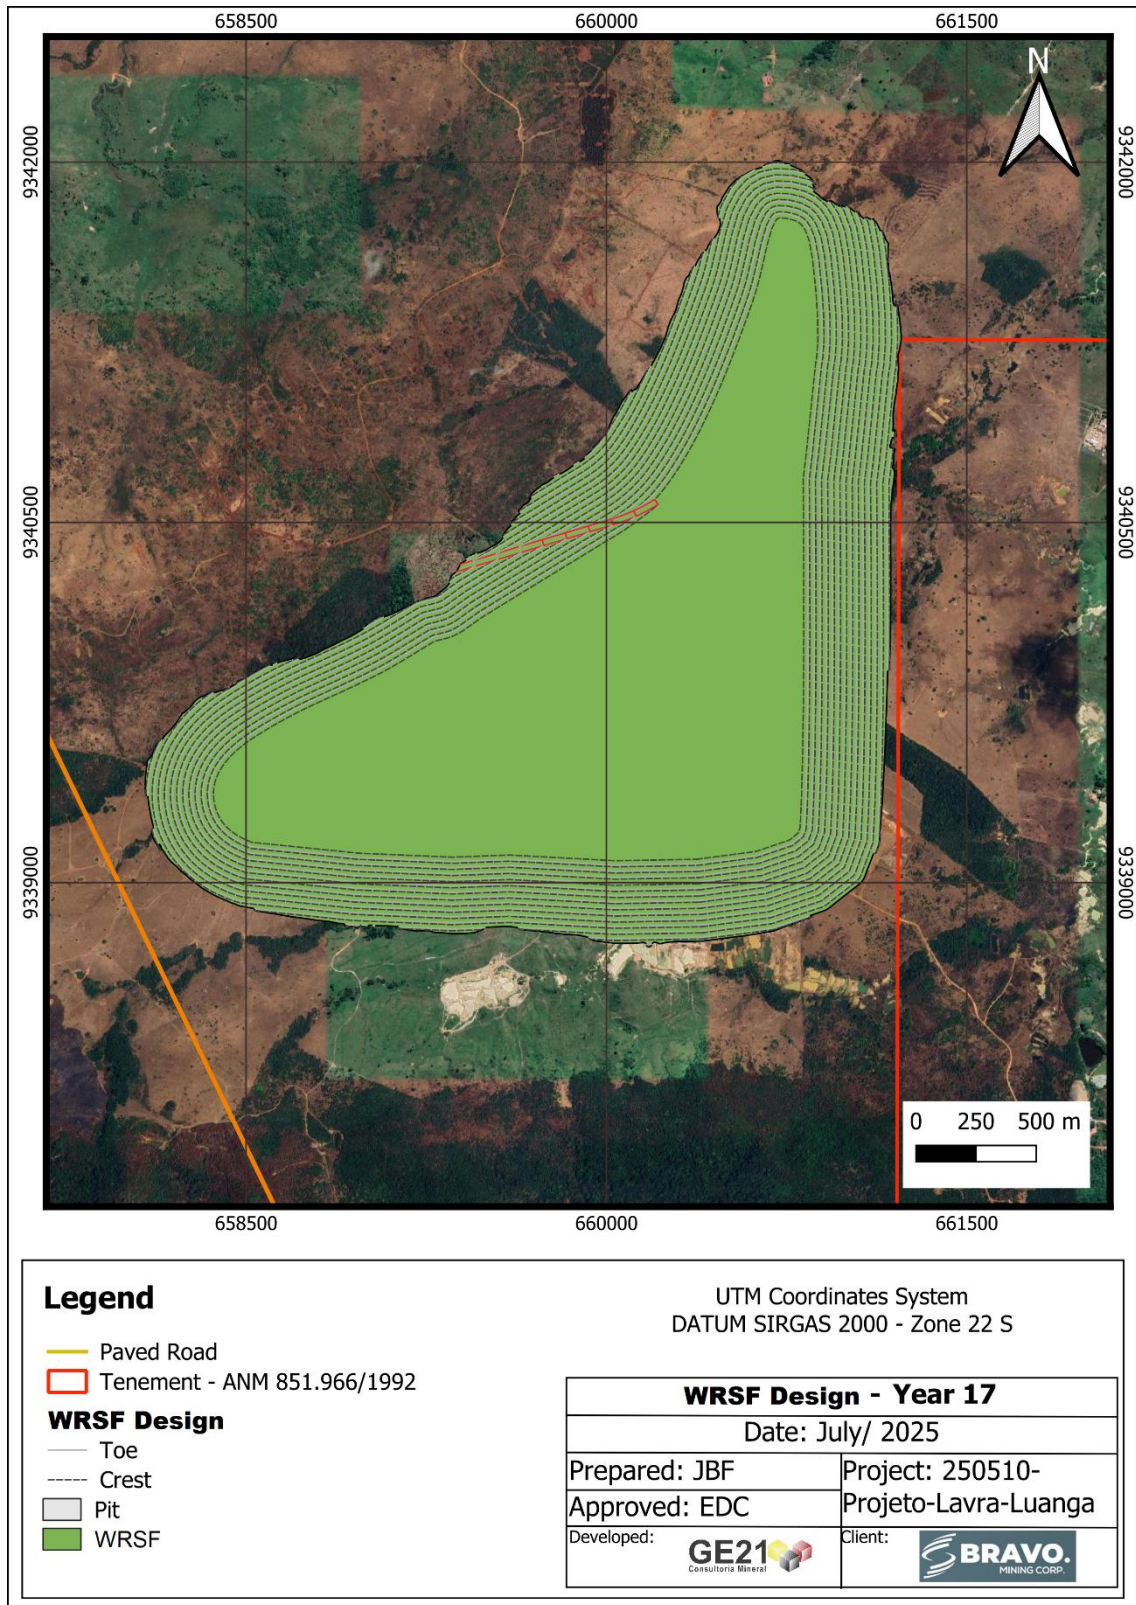 658500 660000 661500
N
9342000 9342000
9340500 9340500
9339000 9339000
0 250 500 m
658500 660000 661500
Legend
Paved Road
Tenement - ANM 851.966/1992
WRSF Design
Toe
Crest
Pit
WRSF
UTM Coordinates System
DATUM SIRGAS 2000 - Zone 22 S
WRSF Design - Year 17
Date: July/ 2025
Prepared: JBF
Approved: EDC
Project: 250510-
Projeto-Lavra-Luanga
Developed:
GE21
Consultoria Mineral
Client:
BRAVO.
MINING CORP.